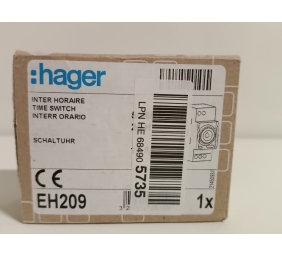 :hager
INTER HORAIRE
TIME SWITCH
INTERR ORARIO
SCHALTUHR
CE
EH209
1x
LPN HE 68490 5735